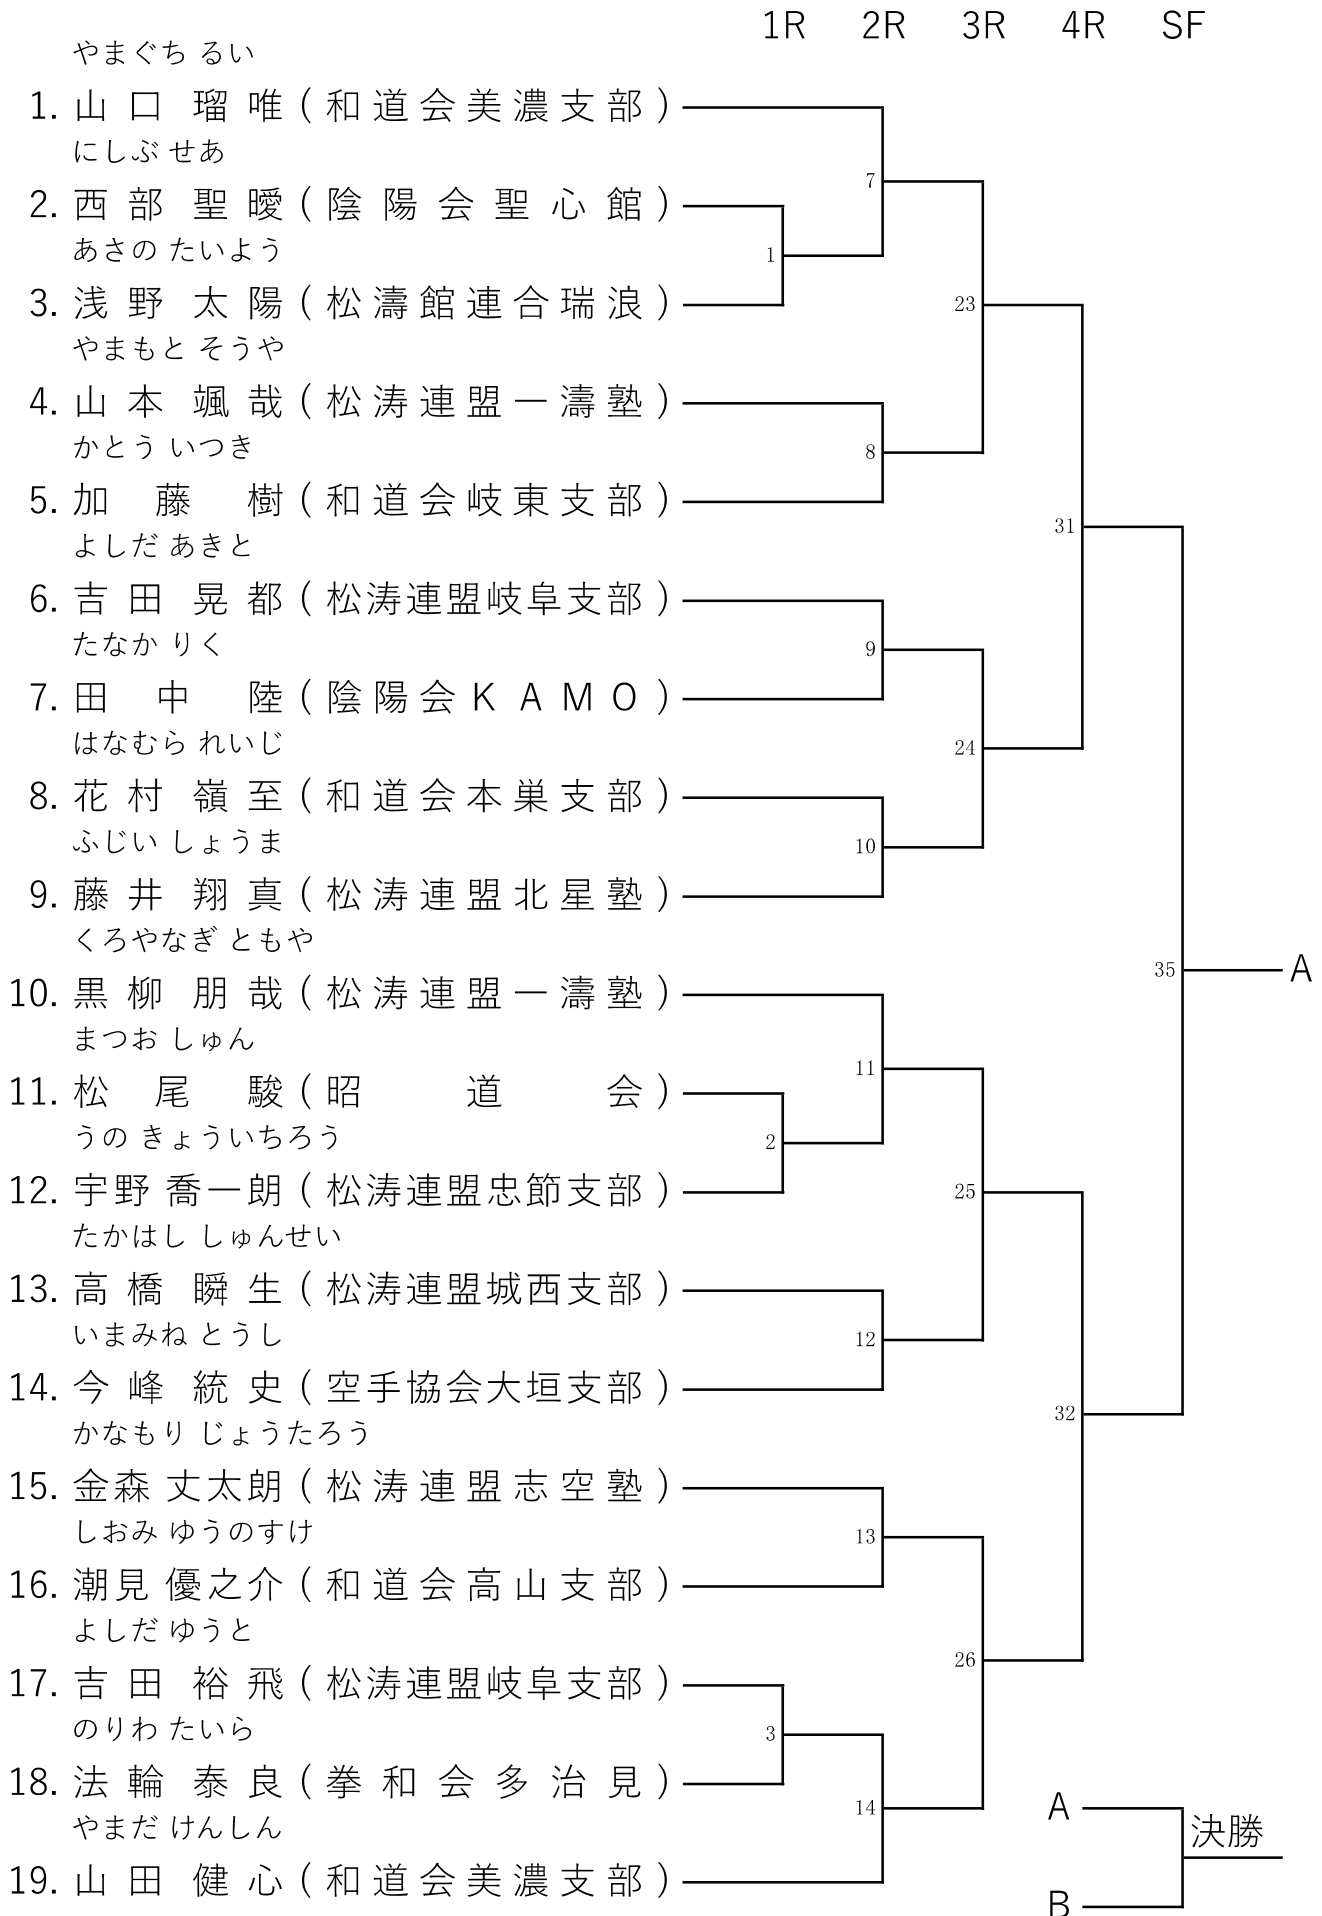 1R 2R 3R 4R SF
やまぐち るい
1. 山口 瑠唯 (和道会美濃支部)
にしぶ せあ
7
2. 西部 聖曖 (陰陽会聖心館)
あさの たいよう
1
3. 浅野 太陽 (松濤館連合瑞浪)
23
やまもと そうや
4. 山本 颯哉 (松涛連盟一濤塾)
かとう いつき
8
5. 加藤 樹 (和道会岐東支部)
31
よしだ あきと
6. 吉田 晃都 (松涛連盟岐阜支部)
たなか りく
9
7. 田中 陸 (陰陽会KAMO)
はなむら れいじ
24
8. 花村 嶺至 (和道会本巣支部)
ふじい しょうま
10
9. 藤井 翔真 (松涛連盟北星塾)
くろやなぎ ともや
35 A
10. 黒柳 朋哉 (松涛連盟一濤塾)
まつお しゅん
11
11. 松尾 駿 (昭道会)
うの きょういちろう
2
12. 宇野 喬一朗 (松涛連盟忠節支部)
25
たかはし しゅんせい
13. 高橋 瞬生 (松涛連盟城西支部)
いまみね とうし
12
14. 今峰 統史 (空手協会大垣支部)
32
かなもり じょうたろう
15. 金森 丈太朗 (松涛連盟志空塾)
しおみ ゆうのすけ
13
16. 潮見 優之介 (和道会高山支部)
よしだ ゆうと
26
17. 吉田 裕飛 (松涛連盟岐阜支部)
のりわ たいら
3
18. 法輪 泰良 (拳和会多治見)
14
A
やまだ けんしん
決勝
19. 山田 健心 (和道会美濃支部)
B